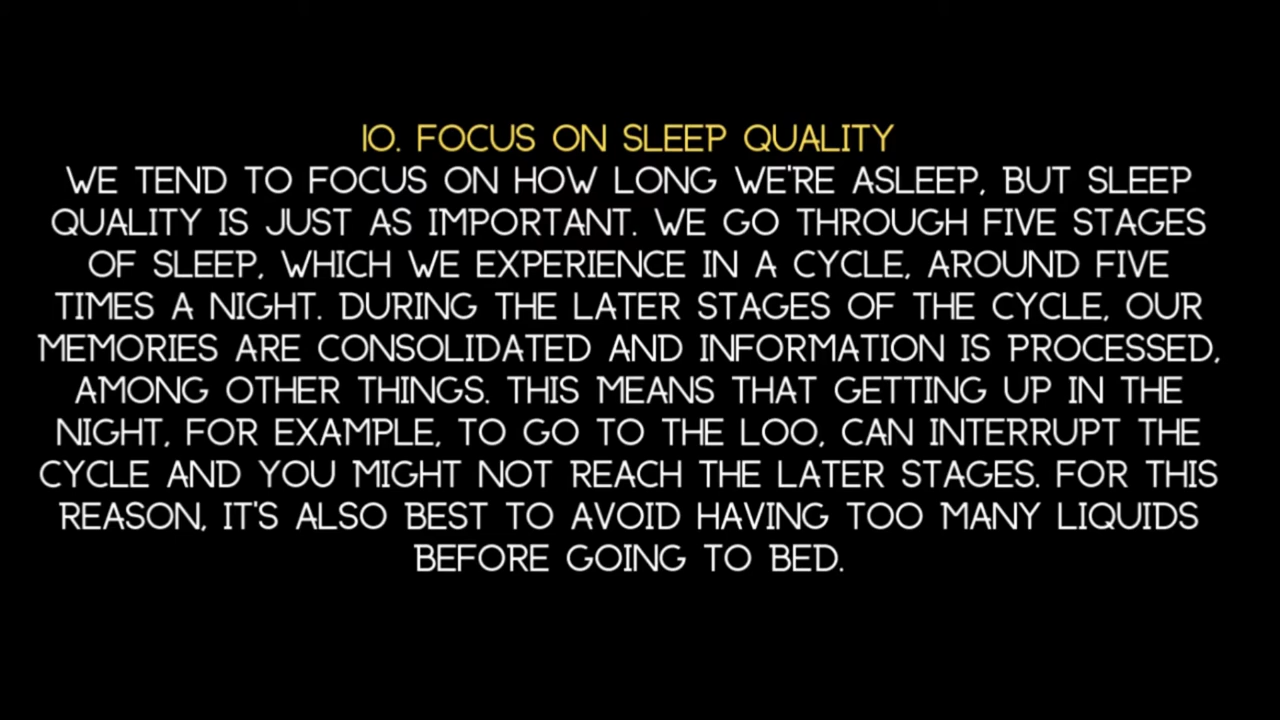 10. FOCUS ON SLEEP QUALITY
WE TEND TO FOCUS ON HOW LONG WE'RE ASLEEP, BUT SLEEP
QUALITY IS JUST AS IMPORTANT. WE GO THROUGH FIVE STAGES
OF SLEEP, WHICH WE EXPERIENCE IN A CYCLE, AROUND FIVE
TIMES A NIGHT. DURING THE LATER STAGES OF THE CYCLE, OUR
MEMORIES ARE CONSOLIDATED AND INFORMATION IS PROCESSED,
AMONG OTHER THINGS. THIS MEANS THAT GETTING UP IN THE
NIGHT, FOR EXAMPLE, TO GO TO THE LOO, CAN INTERRUPT THE
CYCLE AND YOU MIGHT NOT REACH THE LATER STAGES. FOR THIS
REASON, IT'S ALSO BEST TO AVOID HAVING TOO MANY LIQUIDS
BEFORE GOING TO BED.